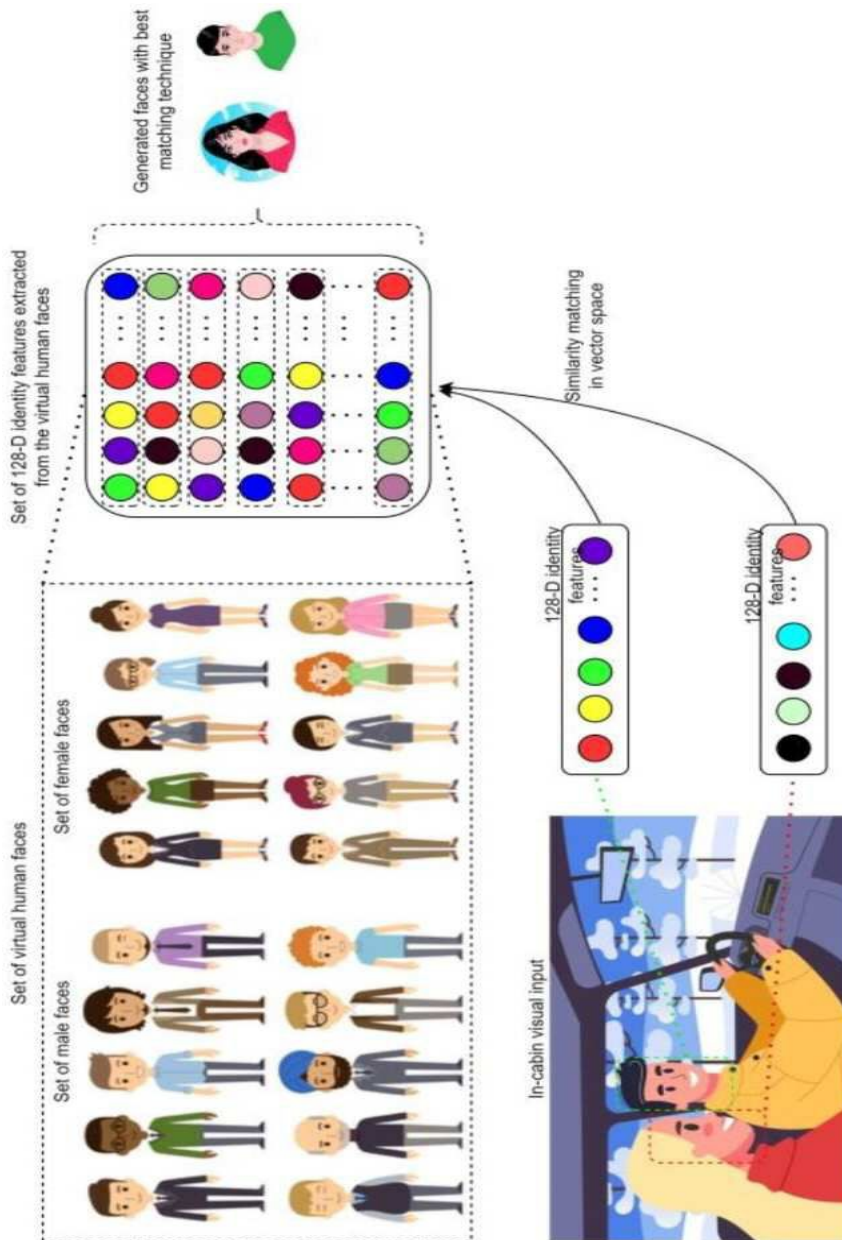 Set of virtual human faces
Set of male faces
Set of female faces
Set of 128-D identity features extracted
from the virtual human faces
Generated faces with best
matching technique
In-cabin visual input
128-D identity
features
128-D identity
features
Similarity matching
in vector space